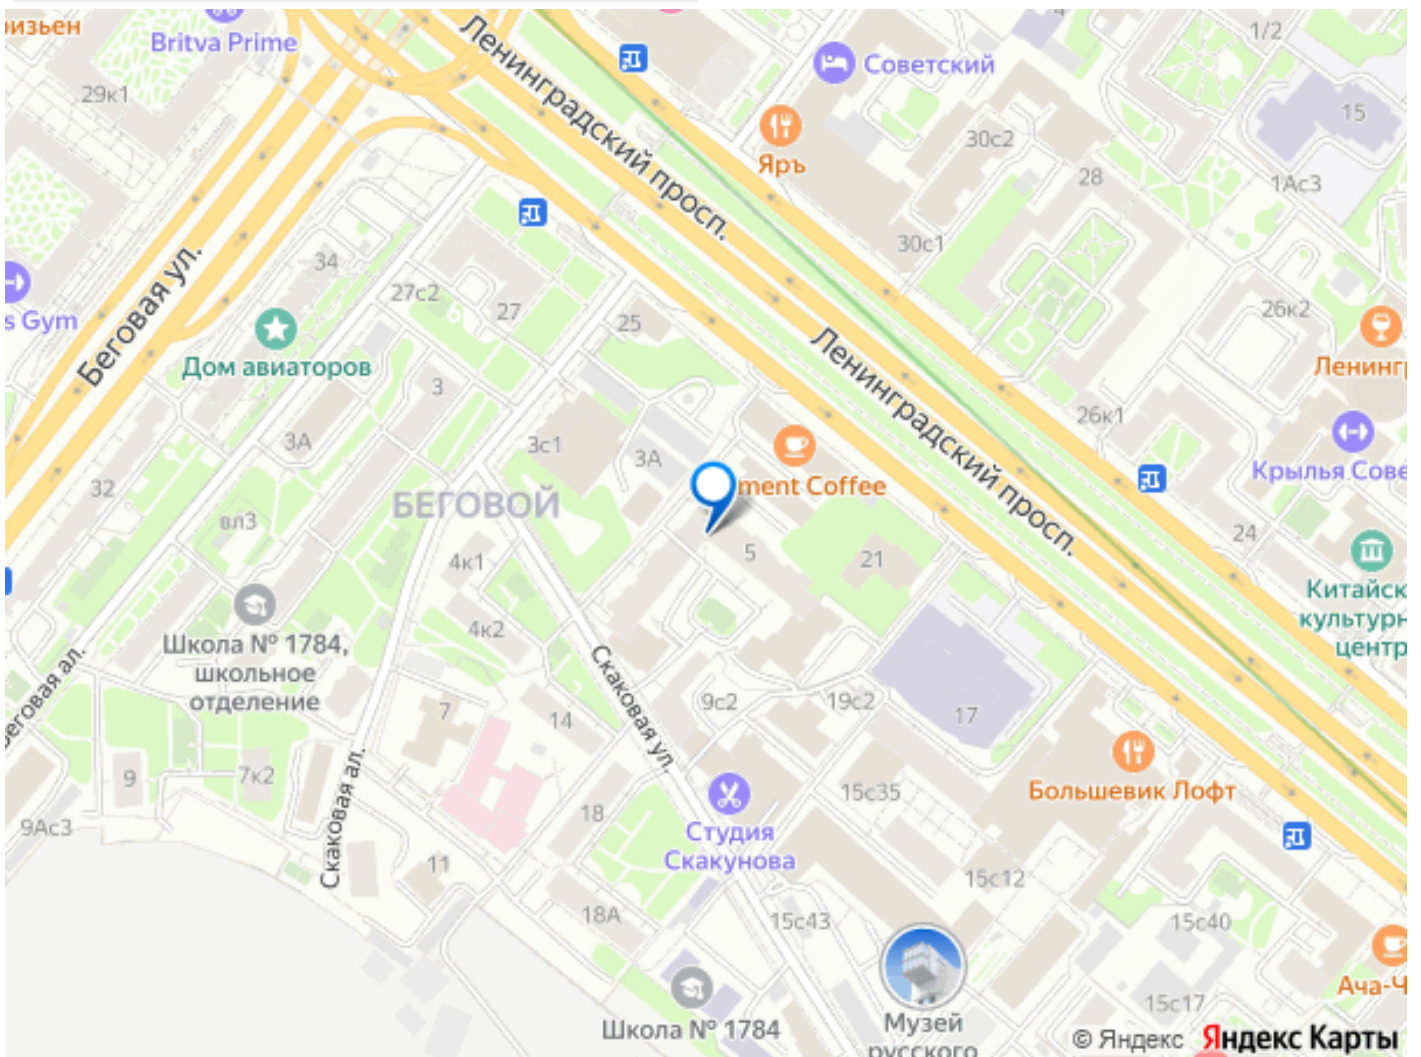 ризьен
Britva Prime
29к1
Ленинградский просп.
Советский
1/2
4
15
Яръ
30с2
28
1Ас3
30с1
Беговая ул.
34
27с2
27
25
s Gym
Дом авиаторов
3
3А
3с1
3А
ment Coffee
Ленинградский просп.
26к2
Ленинг
26к1
Крылья Сове
32
вл3
БЕГОВОЙ
4к1
5
21
24
Китайск
культурн
центр
Школа № 1784,
школьное
отделение
4к2
Скаковая ул.
еговая ал.
7
14
9с2
19с2
17
9
7к2
Скаковая ал.
9Ас3
11
18
15с35
Большевик Лофт
Студия
Скакунова
18А
15с43
15с12
15с40
Ача-Ч
15с17
Школа № 1784
Музей
русского
© Яндекс Яндекс Карты